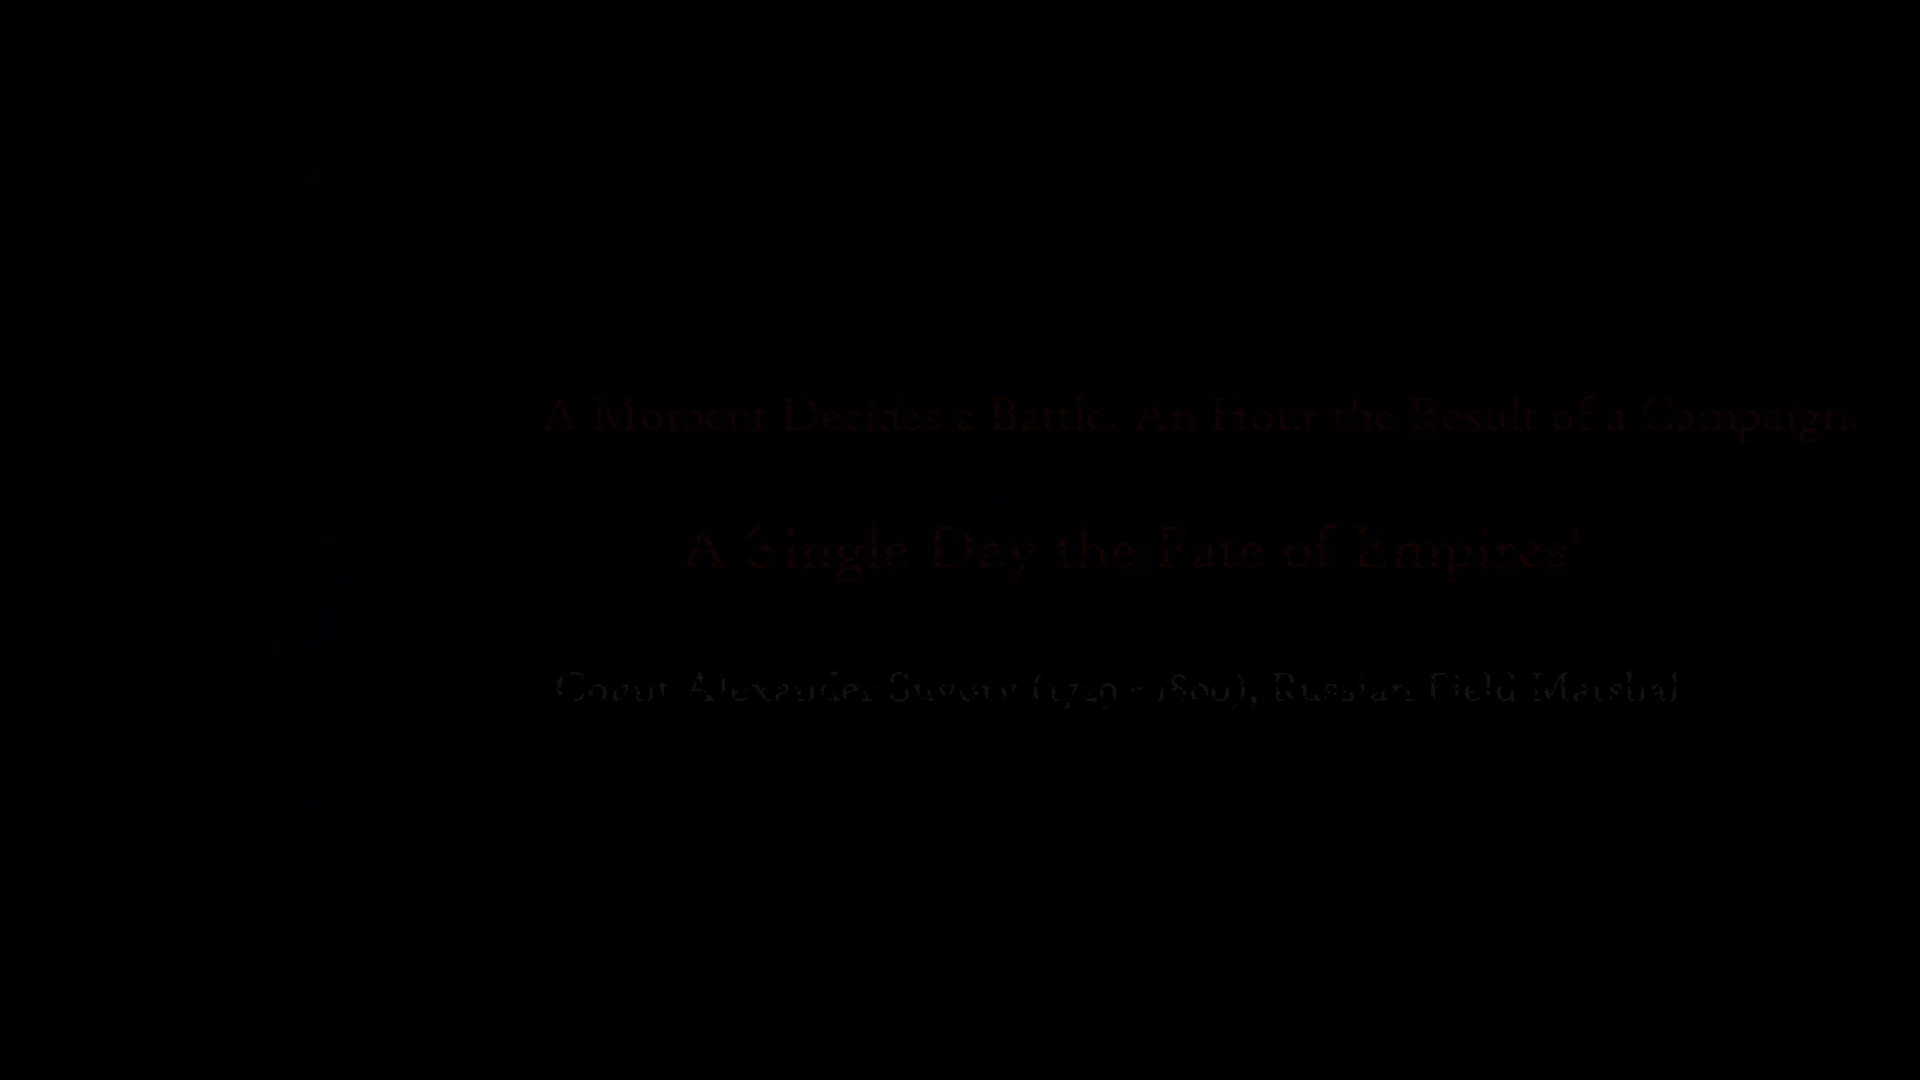 A Moment Decides a Battle. An Hour the Result of a Campaign.
A Single Day the Fate of Empires'
Count Alexander Suvorv (1729 - 1800), Russian Field Marshal